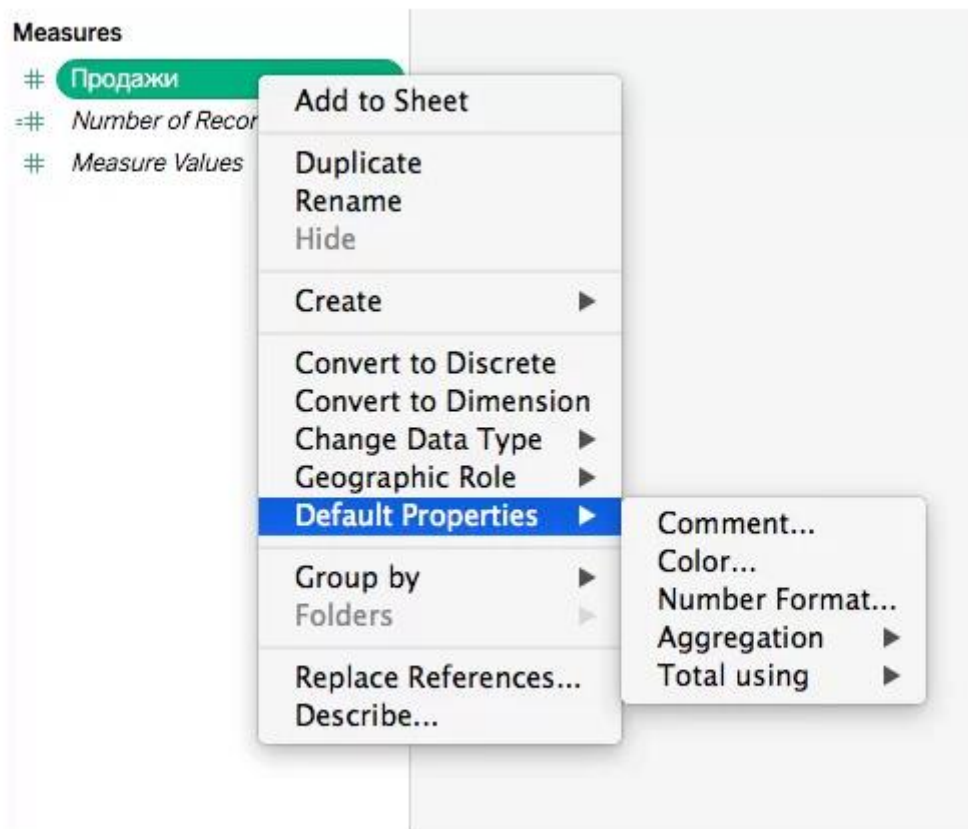 Measures
Продажи
Number of Recor
Measure Values
Add to Sheet
Duplicate
Rename
Hide
Create
Convert to Discrete
Convert to Dimension
Change Data Type
Geographic Role
Default Properties
Group by
Folders
Replace References...
Describe...
Comment...
Color...
Number Format...
Aggregation
Total using